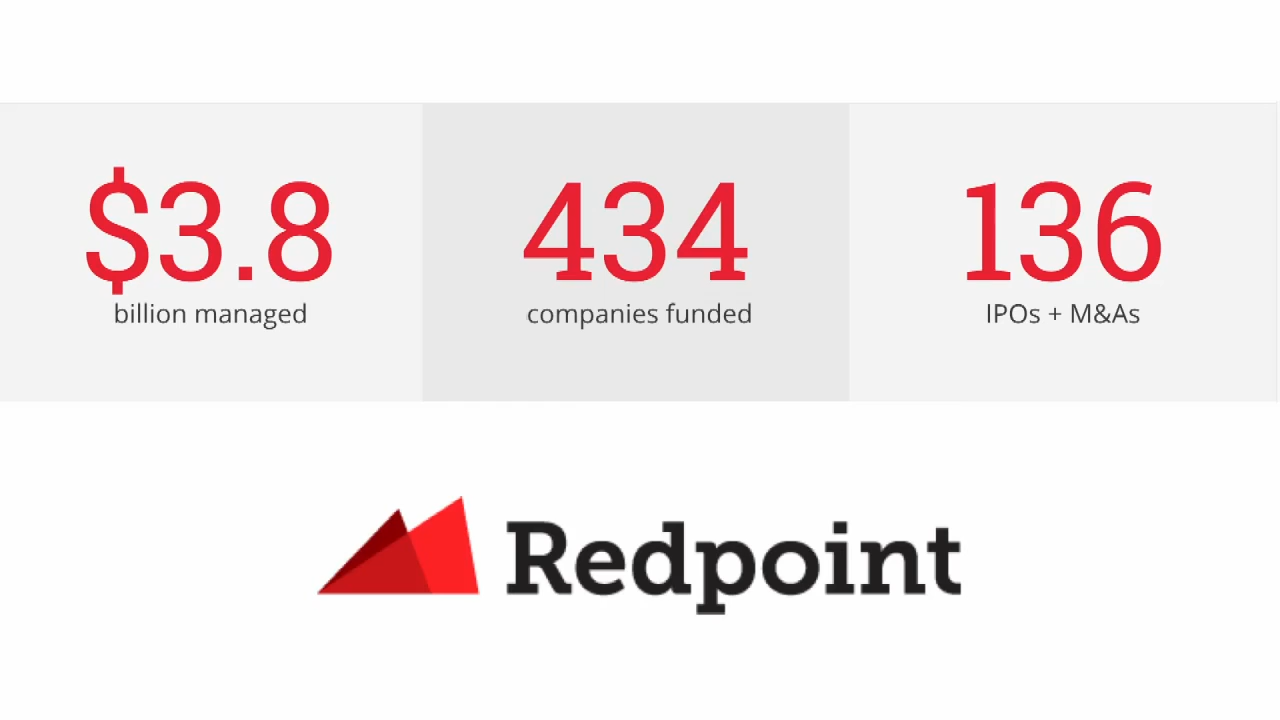 $3.8
billion managed
434
companies funded
136
IPOs + M&As
Redpoint